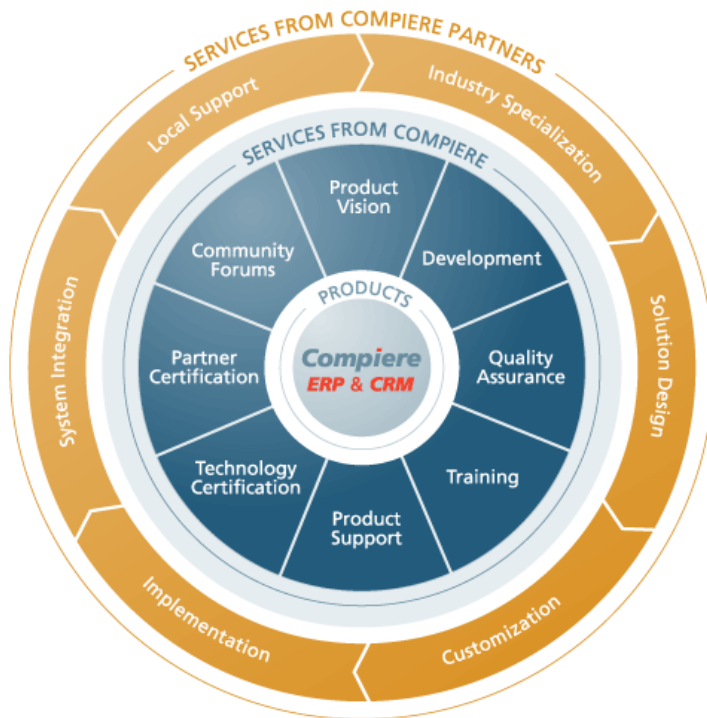 SERVICES FROM COMPIERE PARTNERS
Local Support
Industry Specialization
Solution Design
Customization
Implementation
System Integration
SERVICES FROM COMPIERE
Product
Vision
Development
Quality
Assurance
Training
Product
Support
Technology
Certification
Partner
Certification
Community
Forums
PRODUCTS
Compiere
ERP & CRM